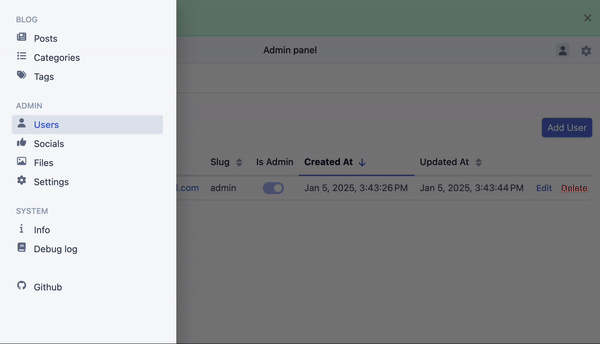 BLOG
Posts
Categories
Tags
ADMIN
Users
Socials
Files
Settings
SYSTEM
Info
Debug log
Github
Admin panel
Add User
Slug Is Admin Created At Updated At
l.com admin Jan 5, 2025, 3:43:26 PM Jan 5, 2025, 3:43:44 PM Edit Delete